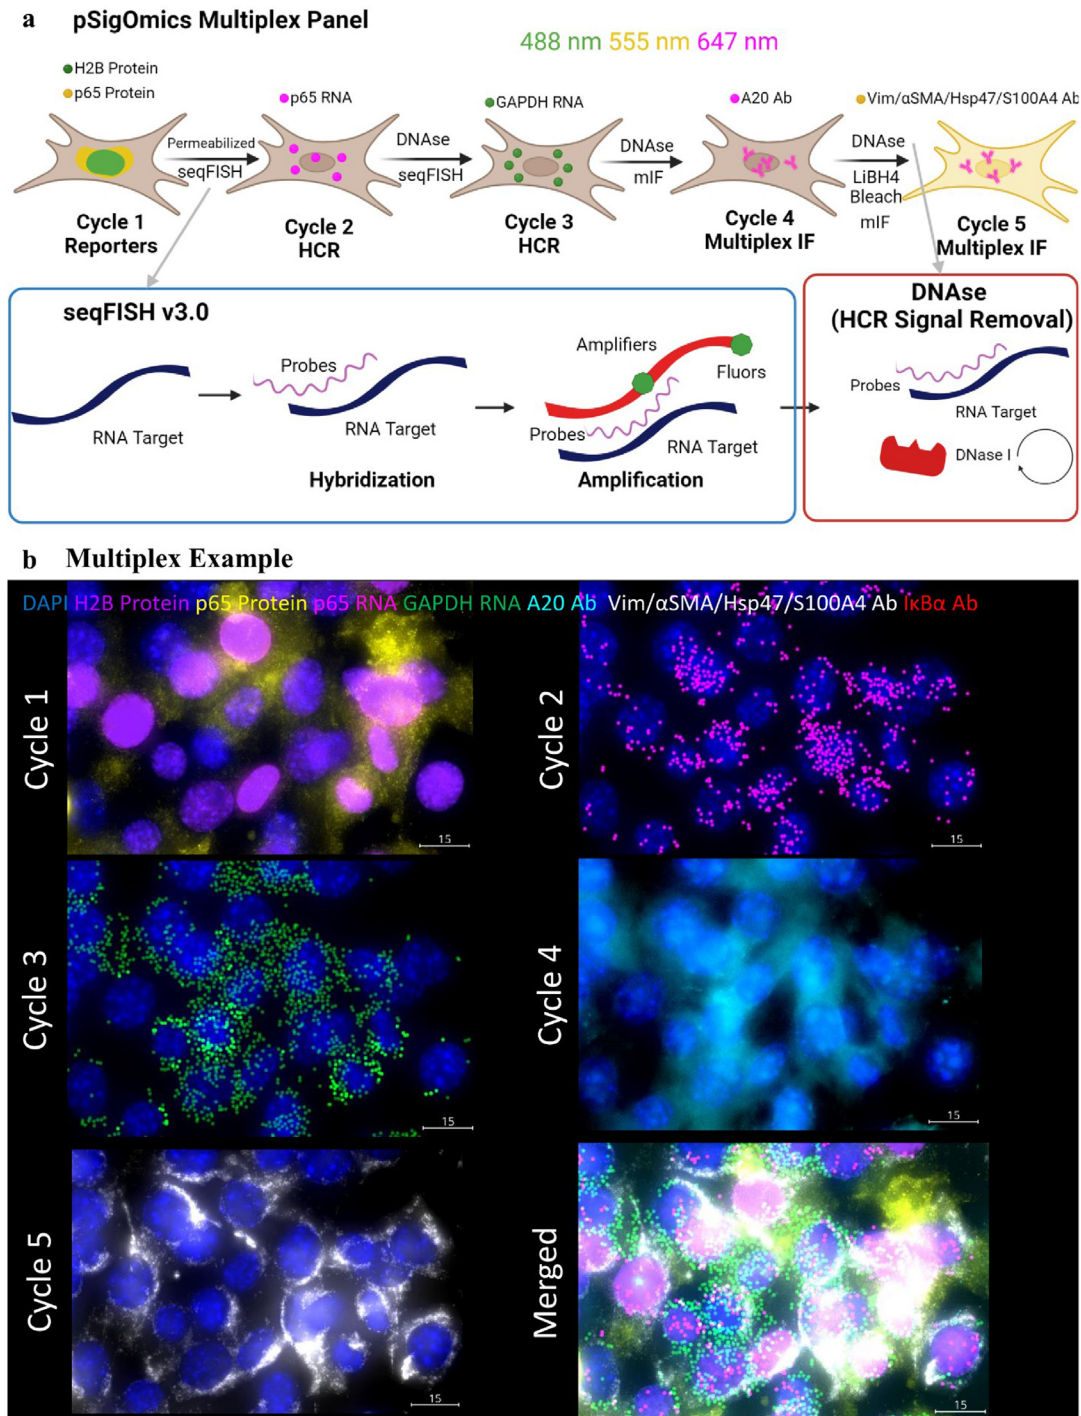 a pSigOmics Multiplex Panel
488 nm 555 nm 647 nm
H2B Protein
p65 Protein
p65 RNA
GAPDH RNA
A20 Ab
Vim/αSMA/Hsp47/S100A4 Ab
Permeabilized
seqFISH
DNAse
seqFISH
DNAse
mIF
DNAse
LiBH4
Bleach
mIF
Cycle 1
Reporters
Cycle 2
HCR
Cycle 3
HCR
Cycle 4
Multiplex IF
Cycle 5
Multiplex IF
seqFISH v3.0
RNA Target
Probes
RNA Target
Hybridization
Amplifiers
Fluors
Probes
RNA Target
Amplification
DNAse
(HCR Signal Removal)
Probes
RNA Target
DNase I
b Multiplex Example
DAPI H2B Protein p65 Protein p65 RNA GAPDH RNA A20 Ab Vim/αSMA/Hsp47/S100A4 Ab IκBα Ab
Cycle 1
15
Cycle 2
15
Cycle 3
15
Cycle 4
15
Cycle 5
15
Merged
15